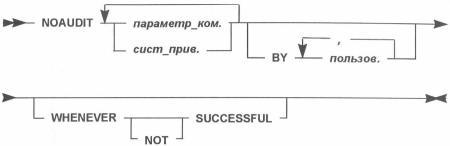 NOAUDIT параметр_ком.
сист_прив.
,
BY пользов.
WHENEVER SUCCESSFUL
NOT